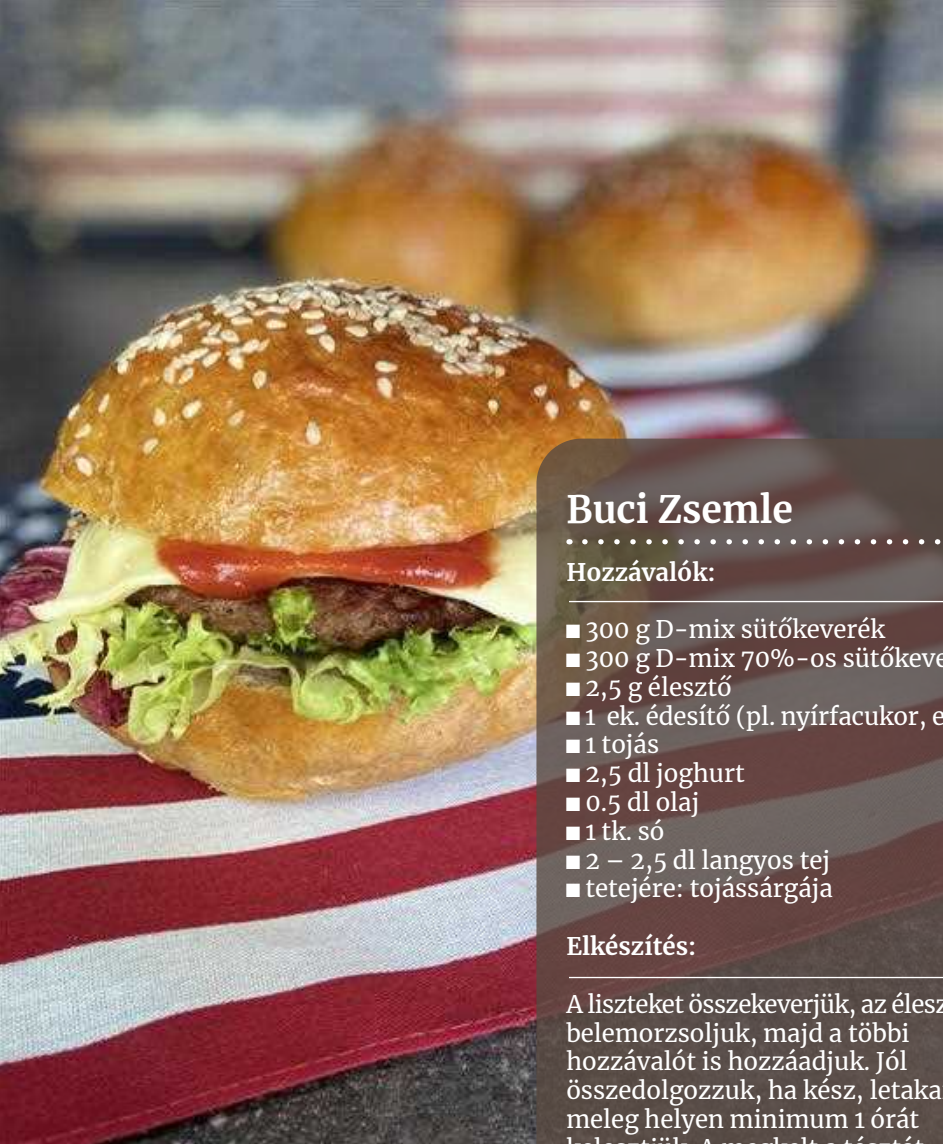 Buci Zsemle
Hozzávalók:
■ 300 g D-mix sütőkeverék
■ 300 g D-mix 70%-os
■ 2,5 g élesztő
■ 1 ek. édesítő (pl. nyírfacukor,
■ 1 tojás
■ 2,5 dl joghurt
■ 0.5 dl olaj
■ 1 tk. só
■ 2 – 2,5 dl langyos tej
■ tetejére: tojássárgája
Elkészítés:
A liszteket összekeverjük, az
belemorzsoljuk, majd a többi
hozzávalót is hozzáadjuk. Jól
összedolgozzuk, ha kész,
meleg helyen minimum 1 órát